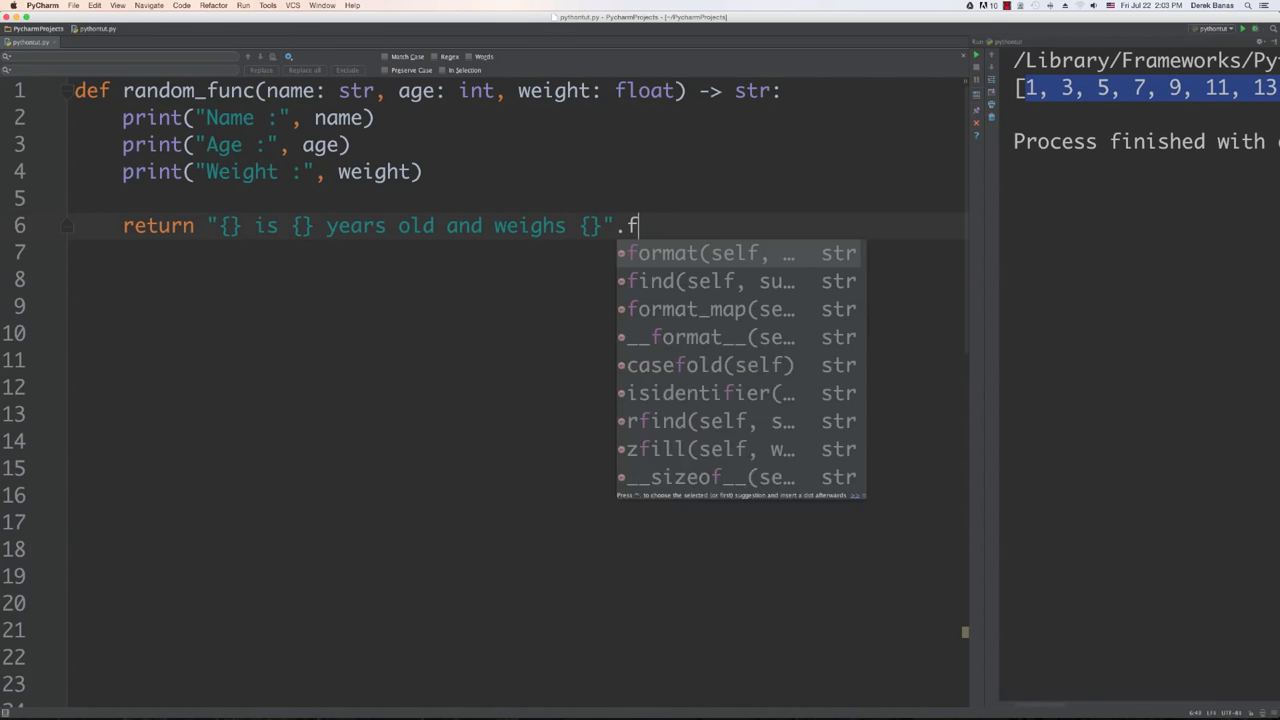 PyCharm File Edit View Navigate Code Refactor Run Tools VCS Window Help
10 Fri Jul 22 2:03 PM Derek Banas
pythontut.py - PycharmProjects - [~/PycharmProjects]
PycharmProjects pythontut.py
pythontut
pythontut.py
Run pythontut
Match Case Regex Words
Replace Replace all Exclude Preserve Case In Selection
1 def random_func(name: str, age: int, weight: float) -> str:
2 print("Name :", name)
3 print("Age :", age)
4 print("Weight :", weight)
5
6 return "{} is {} years old and weighs {}".f
7
8
9
10
11
12
13
14
15
16
17
18
19
20
21
22
23
format(self, … str
find(self, su… str
format_map(se… str
__format__(se… str
casefold(self) str
isidentifier(… str
rfind(self, s… str
zfill(self, w… str
__sizeof__(se… str
Press ^. to choose the selected (or first) suggestion and insert a dot afterwards >>
/Library/Frameworks/Py
[1, 3, 5, 7, 9, 11, 13
Process finished with
6:43 LF÷ UTF-8÷